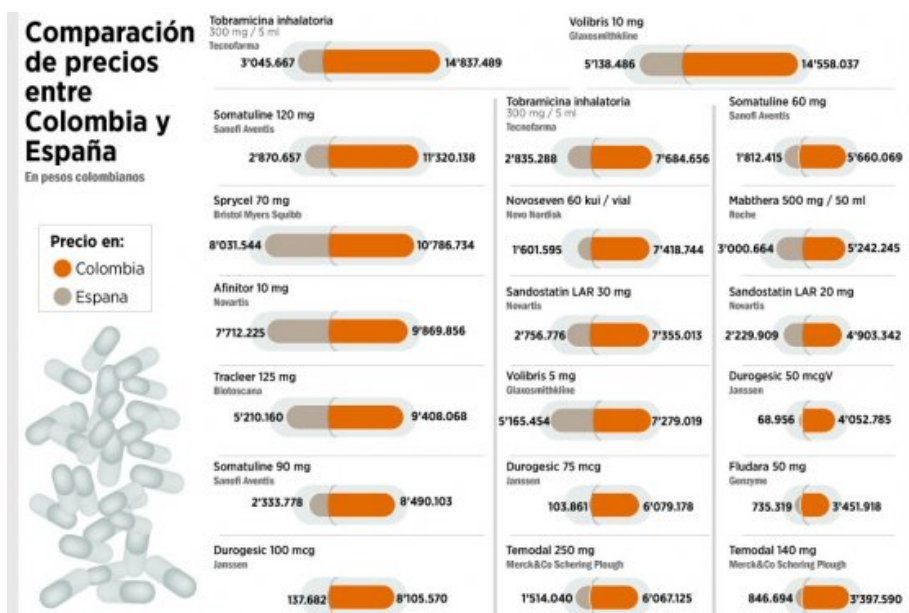 Comparación
de precios
entre
Colombia y
España
En pesos colombianos
Precio en:
Colombia
Espana
Tobramicina inhalatoria
300 mg / 5 ml
Tecnofarma
3'045.667 14'837.489
Volibris 10 mg
Glaxosmithkline
5'138.486 14'558.037
Somatuline 120 mg
Sanofi Aventis
2'870.657 11'320.138
Sprycel 70 mg
Bristol Myers Squibb
8'031.544 10'786.734
Afinitor 10 mg
Novartis
7'712.225 9'869.856
Tracleer 125 mg
Biotoscana
5'210.160 9'408.068
Somatuline 90 mg
Sanofi Aventis
2'333.778 8'490.103
Durogesic 100 mcg
Janssen
137.682 8'105.570
Tobramicina inhalatoria
300 mg / 5 ml
Tecnofarma
2'835.288 7'684.656
Novoseven 60 kui / vial
Novo Nordisk
1'601.595 7'418.744
Sandostatin LAR 30 mg
Novartis
2'756.776 7'355.013
Volibris 5 mg
Glaxosmithkline
5'165.454 7'279.019
Durogesic 75 mcg
Janssen
103.861 6'079.178
Temodal 250 mg
Merck&Co Schering Plough
1'514.040 6'067.125
Somatuline 60 mg
Sanofi Aventis
1'812.415 5'660.069
Mabthera 500 mg / 50 ml
Roche
3'000.664 5'242.245
Sandostatin LAR 20 mg
Novartis
2'229.909 4'903.342
Durogesic 50 mcgV
Janssen
68.956 4'052.785
Fludara 50 mg
Genzyme
735.319 3'451.918
Temodal 140 mg
Merck&Co Schering Plough
846.694 3'397.590